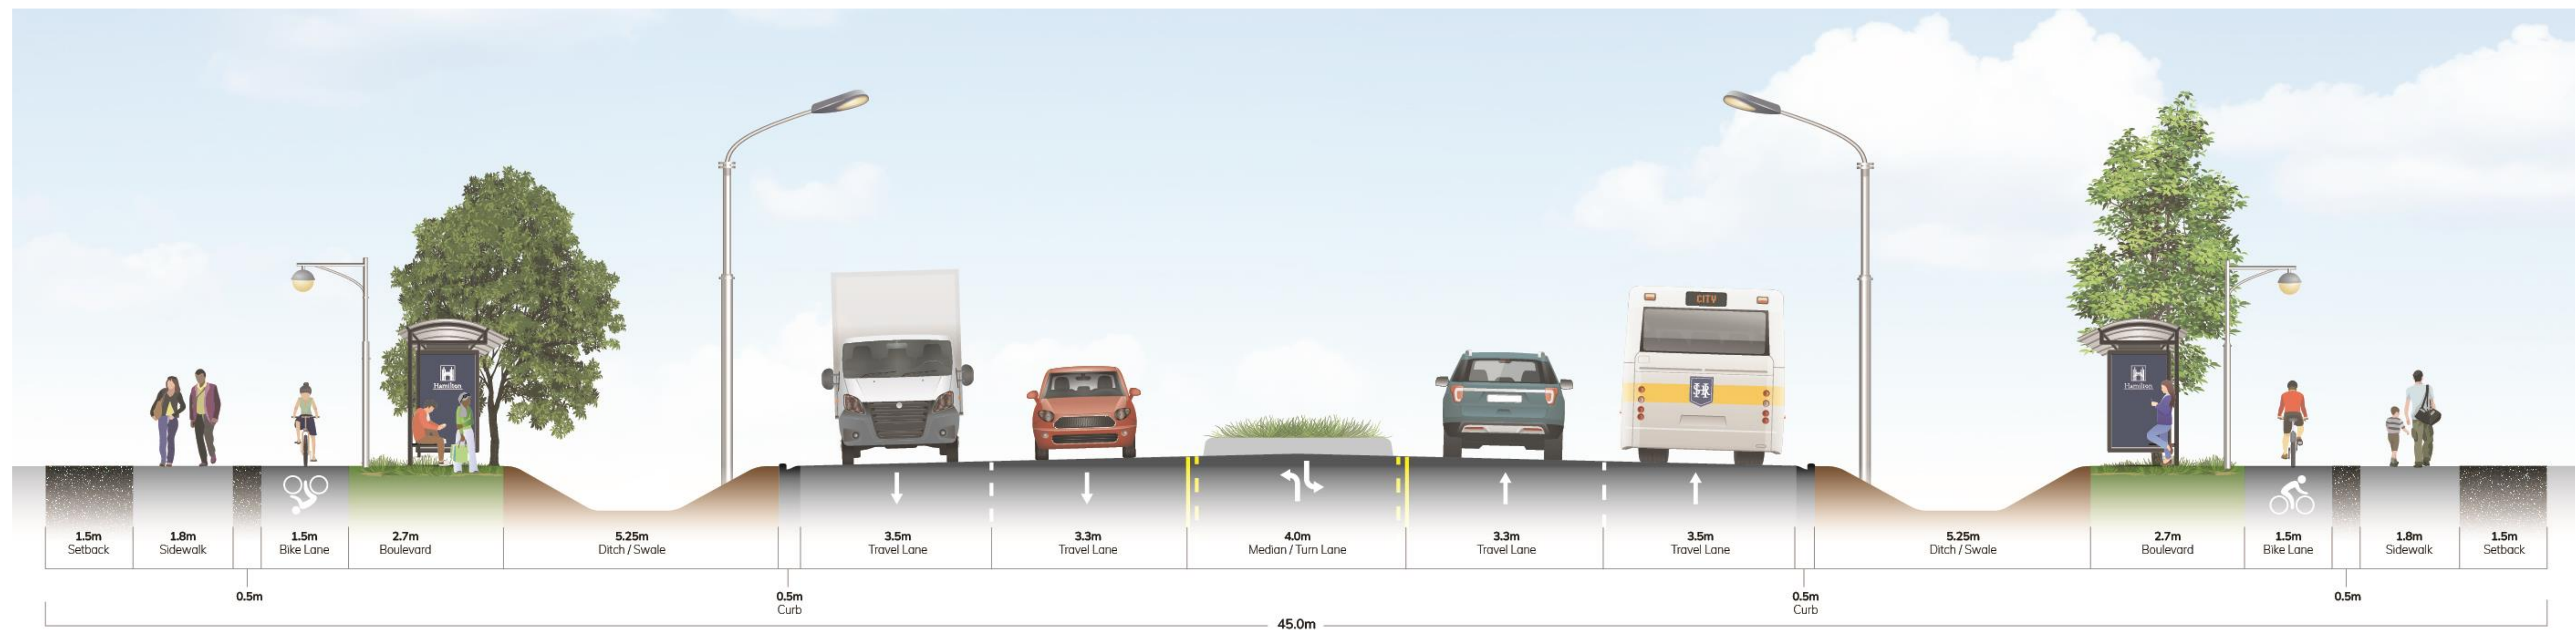 CITY
Hamilton
Hamilton
1.5m
Setback
1.8m
Sidewalk
1.5m
Bike Lane
2.7m
Boulevard
5.25m
Ditch / Swale
3.5m
Travel Lane
3.3m
Travel Lane
4.0m
Median / Turn Lane
3.3m
Travel Lane
3.5m
Travel Lane
5.25m
Ditch / Swale
2.7m
Boulevard
1.5m
Bike Lane
1.8m
Sidewalk
1.5m
Setback
0.5m
0.5m
Curb
0.5m
Curb
0.5m
45.0m